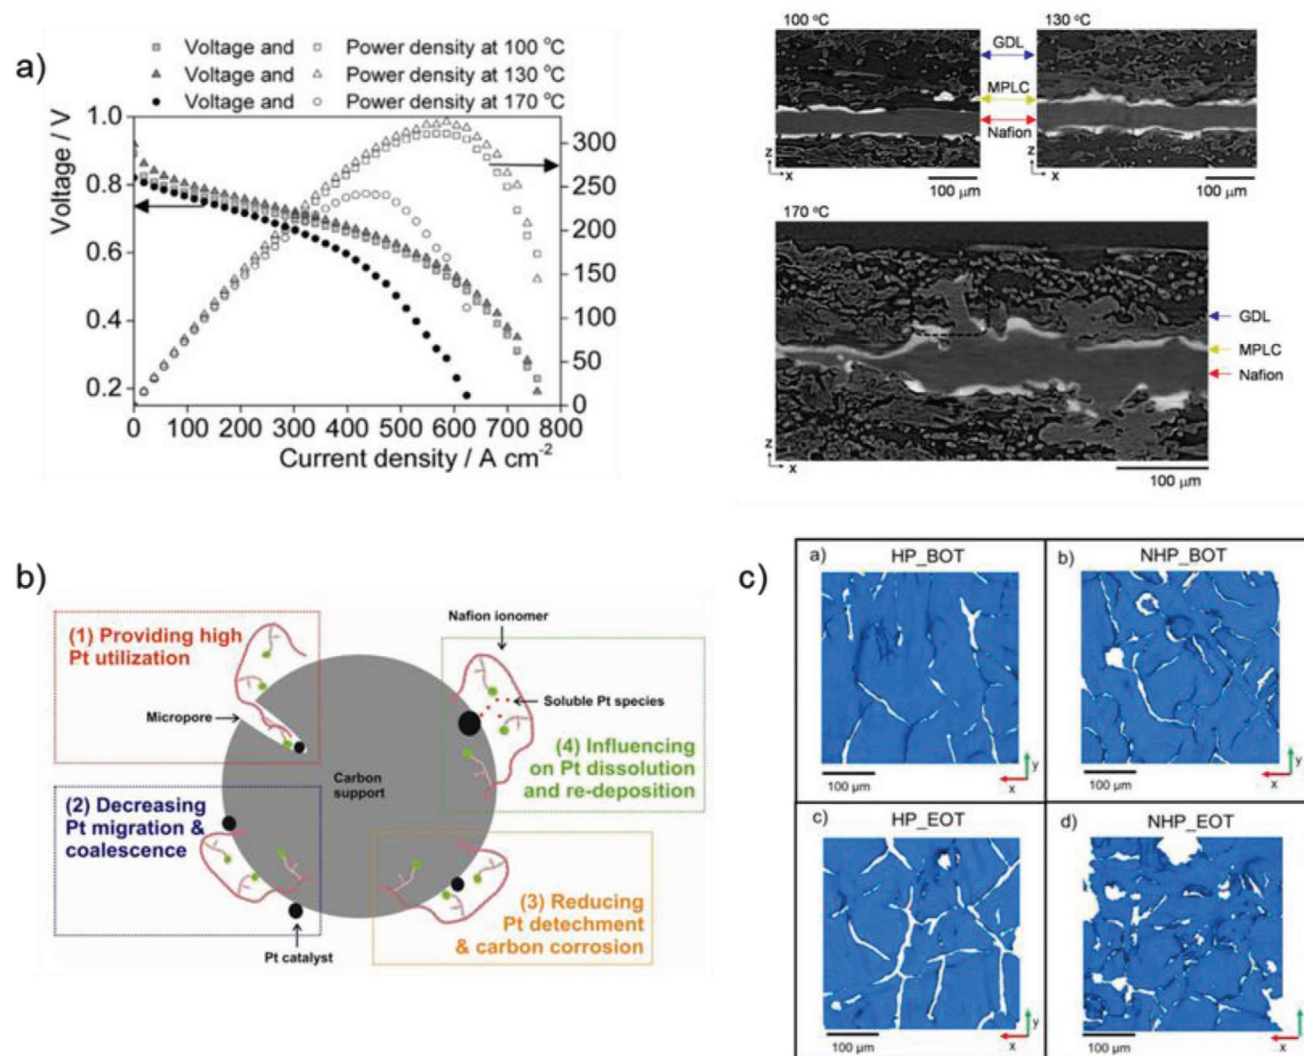 a)
Voltage and Power density at 100 °C
Voltage and Power density at 130 °C
Voltage and Power density at 170 °C
Voltage / V
1.0
0.8
0.6
0.4
0.2
300
250
200
150
100
50
0
0 100 200 300 400 500 600 700 800
Current density / A cm-2
100 °C
130 °C
GDL
MPLC
Nafion
z
x
100 μm
z
x
100 μm
170 °C
GDL
MPLC
Nafion
z
x
100 μm
b)
(1) Providing high
Pt utilization
Micropore
Nafion ionomer
Soluble Pt species
(4) Influencing
on Pt dissolution
and re-deposition
Carbon
support
(2) Decreasing
Pt migration &
coalescence
Pt catalyst
(3) Reducing
Pt detechment
& carbon corrosion
c)
a)
HP_BOT
100 μm
y
x
b)
NHP_BOT
100 μm
y
x
c)
HP_EOT
100 μm
y
x
d)
NHP_EOT
100 μm
y
x